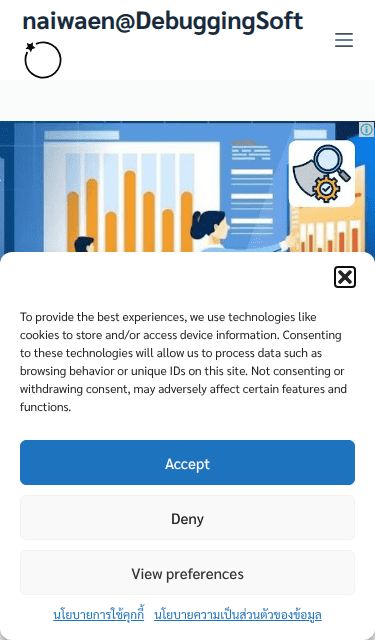 naiwaen@DebuggingSoft
To provide the best experiences, we use technologies like
cookies to store and/or access device information. Consenting
to these technologies will allow us to process data such as
browsing behavior or unique IDs on this site. Not consenting or
withdrawing consent, may adversely affect certain features and
functions.
Accept
Deny
View preferences
นโยบายการใช้คุกกี้ นโยบายความเป็นส่วนตัวของข้อมูล